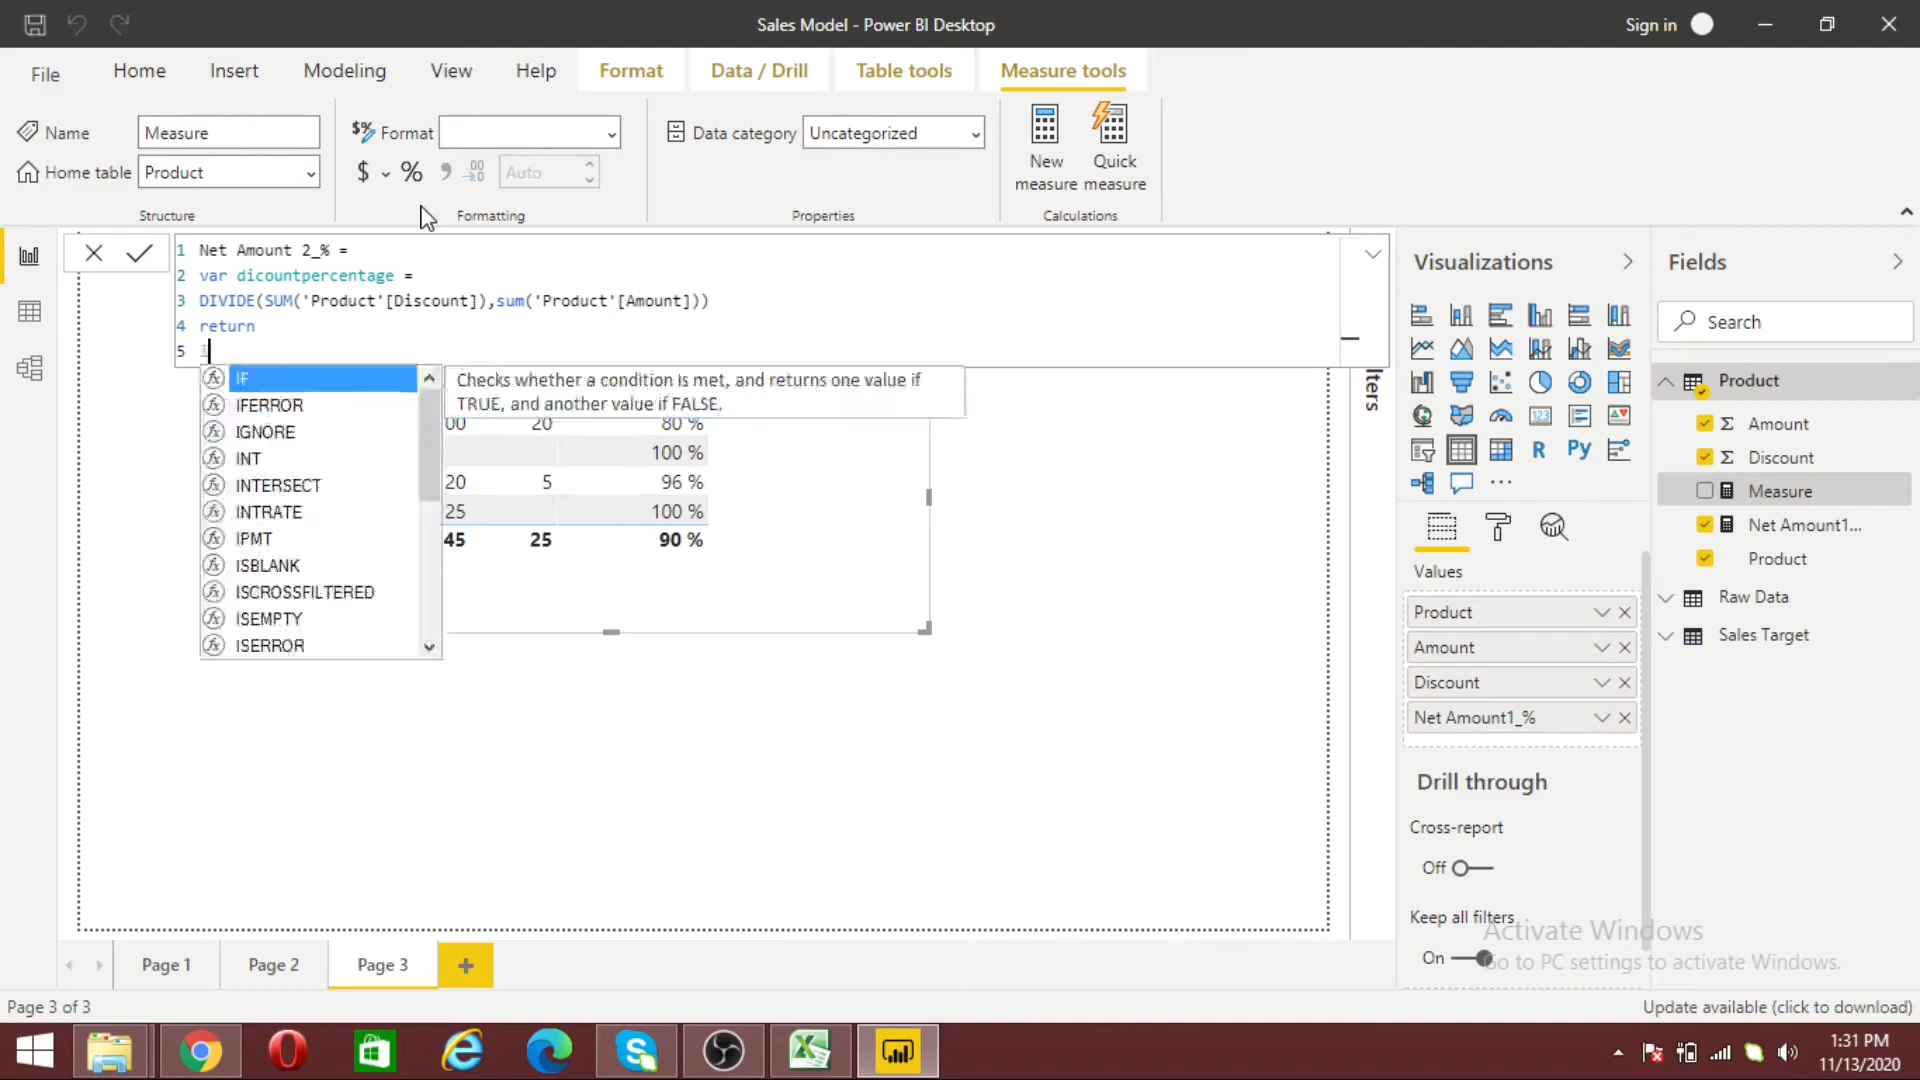 Sales Model - Power BI Desktop
Sign in
File
Home
Insert
Modeling
View
Help
Format
Data / Drill
Table tools
Measure tools
Name
Measure
Home table
Product
Structure
$% Format
$ % 9 .00
Auto
Formatting
Data category
Uncategorized
Properties
New measure
Quick measure
Calculations
1 Net Amount 2_% =
2 var dicountpercentage =
3 DIVIDE(SUM('Product'[Discount]),sum('Product'[Amount]))
4 return
5 i
IF
IFERROR
IGNORE
INT
INTERSECT
INTRATE
IPMT
ISBLANK
ISCROSSFILTERED
ISEMPTY
ISERROR
Checks whether a condition is met, and returns one value if
TRUE, and another value if FALSE.
00 20 80 %
100 %
20 5 96 %
25 100 %
45 25 90 %
lters
Visualizations
R Py
123
Values
Product
Amount
Discount
Net Amount1_%
Drill through
Cross-report
Off
Keep all filters
On
Fields
Search
Product
Amount
Discount
Measure
Net Amount1...
Product
Raw Data
Sales Target
Activate Windows
Go to PC settings to activate Windows.
Page 1
Page 2
Page 3
Page 3 of 3
Update available (click to download)
1:31 PM
11/13/2020